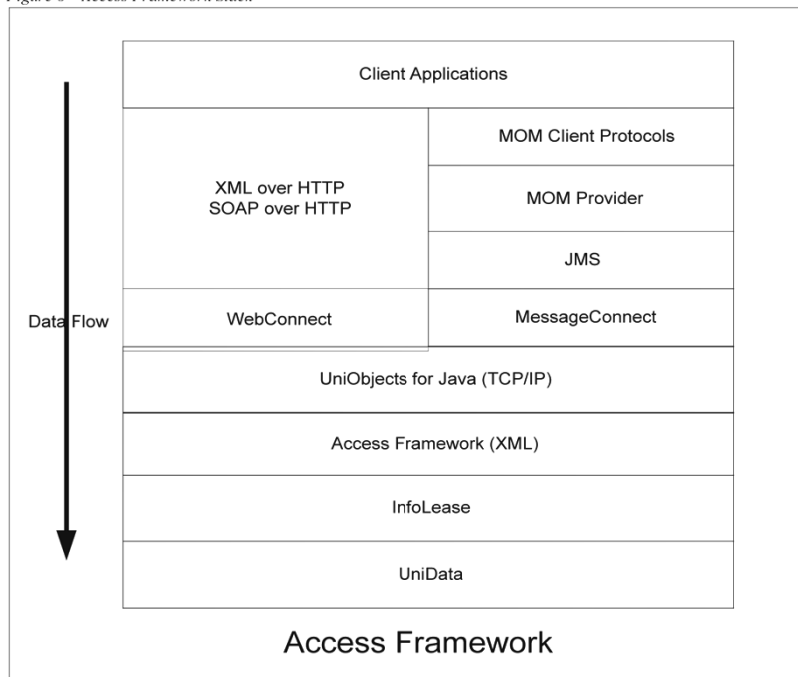 Client Applications
XML over HTTP
SOAP over HTTP
MOM Client Protocols
MOM Provider
JMS
Data Flow
WebConnect
MessageConnect
UniObjects for Java (TCP/IP)
Access Framework (XML)
InfoLease
UniData
Access Framework